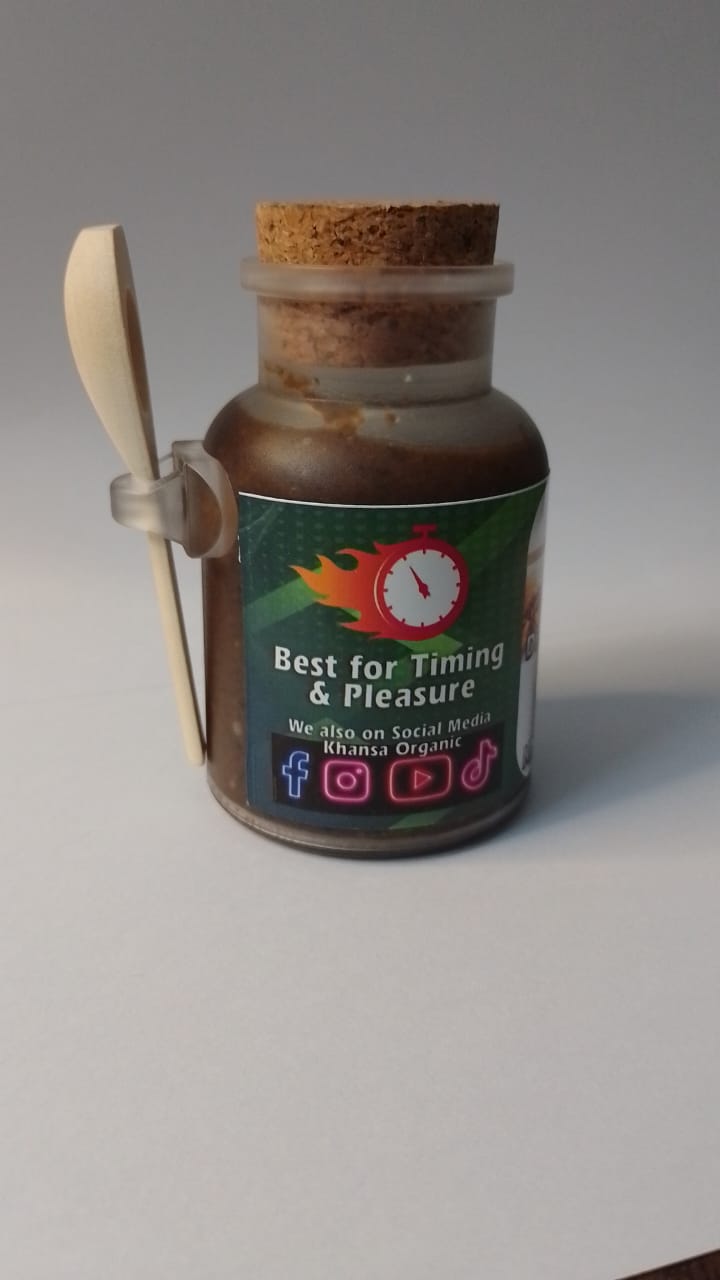 Best for Timing
& Pleasure
We also on Social Media
Khansa Organic